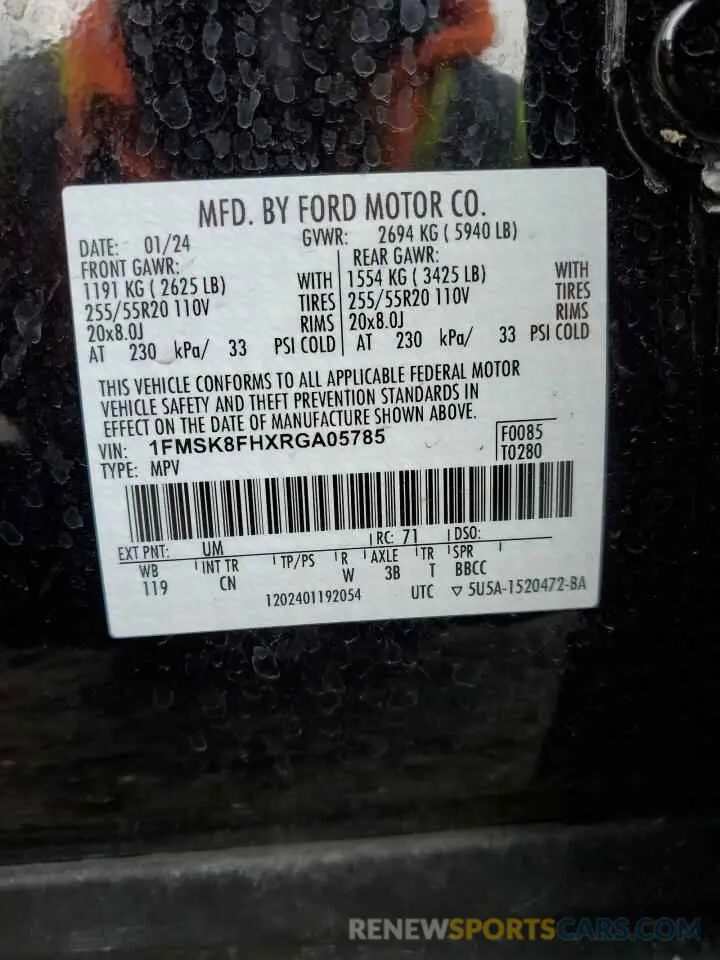 MFD. BY FORD MOTOR CO.
DATE: 01/24 GVWR: 2694 KG ( 5940 LB)
FRONT GAWR: REAR GAWR:
1191 KG ( 2625 LB) WITH 1554 KG ( 3425 LB) WITH
255/55R20 110V TIRES 255/55R20 110V TIRES
20x8.0J RIMS 20x8.0J RIMS
AT 230 kPa/ 33 PSI COLD AT 230 kPa/ 33 PSI COLD
THIS VEHICLE CONFORMS TO ALL APPLICABLE FEDERAL MOTOR
VEHICLE SAFETY AND THEFT PREVENTION STANDARDS IN
EFFECT ON THE DATE OF MANUFACTURE SHOWN ABOVE.
VIN: 1FMSK8FHXRGA05785 F0085
TYPE: MPV T0280
EXT PNT: UM RC: 71 DSO:
WB INT TR TP/PS R AXLE TR SPR
119 CN W 3B T BBCC
1202401192054 UTC ▽ 5U5A-1520472-BA
RENEWSPORTSCARS.COM